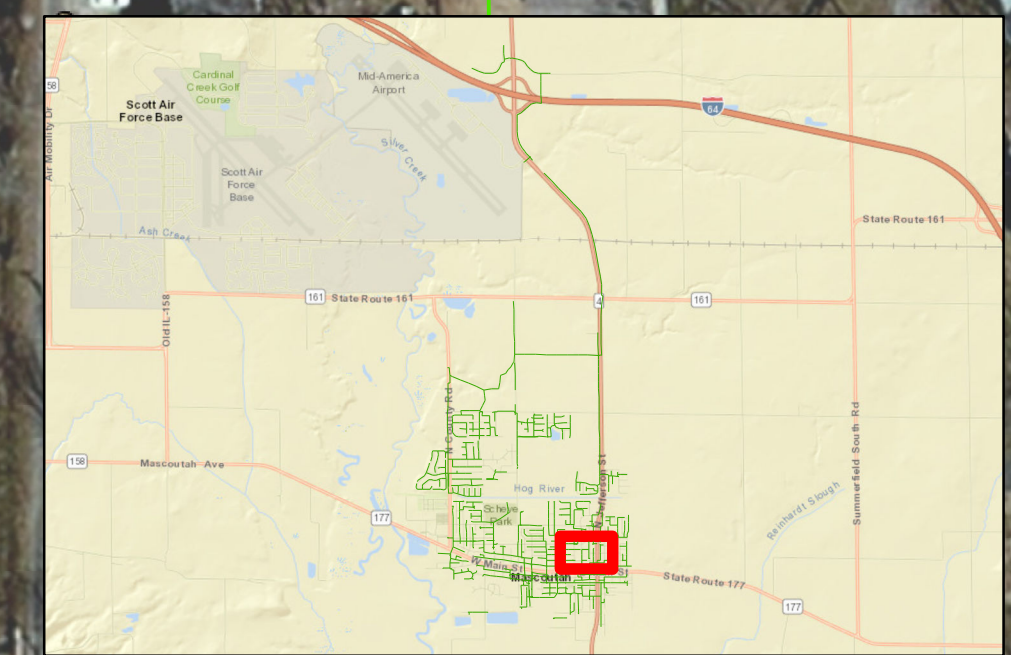 58
Cardinal
Creek Golf
Course
Mid-America
Airport
Scott Air
Force Base
64
Air Mobility Dr
Silver Creek
Scott Air
Force
Base
State Route 161
Ash Creek
161
State Route 161
4
161
Old IL-158
N County Rd
Summerfield South Rd
158
Mascoutah Ave
N Jefferson St
Hog River
Reinhardt Slough
177
Scheve
Park
W Main St
St
Mascoutah
State Route 177
177